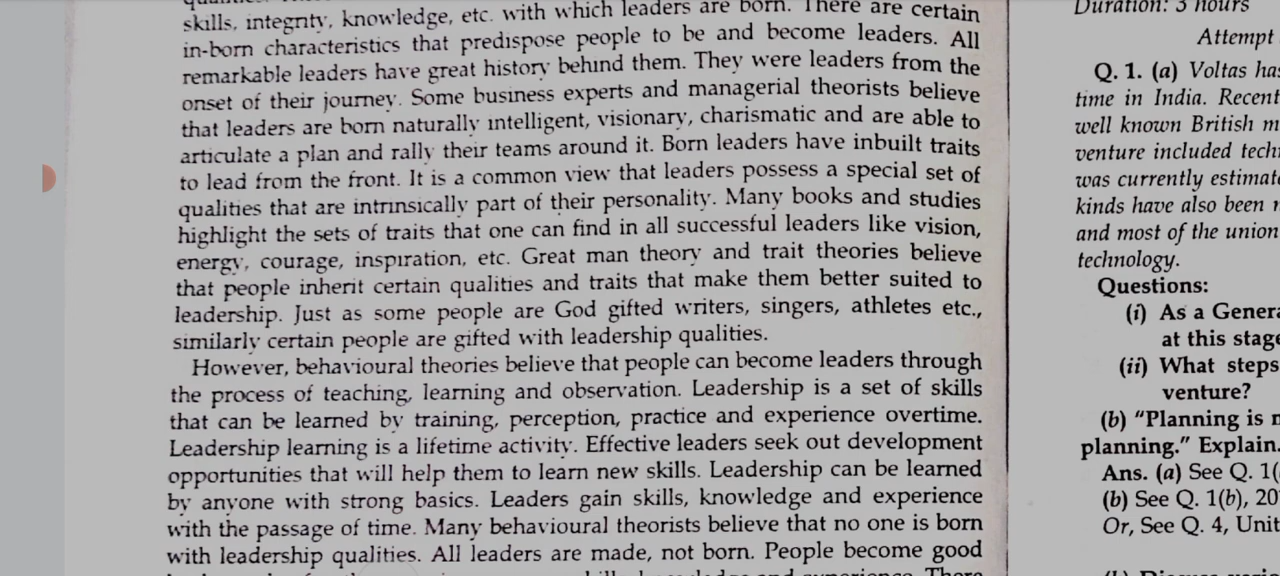 skills, integrity, knowledge, etc. with which leaders are born. There are certain
in-born characteristics that predispose people to be and become leaders. All
remarkable leaders have great history behind them. They were leaders from the
onset of their journey. Some business experts and managerial theorists believe
that leaders are born naturally intelligent, visionary, charismatic and are able to
articulate a plan and rally their teams around it. Born leaders have inbuilt traits
to lead from the front. It is a common view that leaders possess a special set of
qualities that are intrinsically part of their personality. Many books and studies
highlight the sets of traits that one can find in all successful leaders like vision,
energy, courage, inspiration, etc. Great man theory and trait theories believe
that people inherit certain qualities and traits that make them better suited to
leadership. Just as some people are God gifted writers, singers, athletes etc.,
similarly certain people are gifted with leadership qualities.
However, behavioural theories believe that people can become leaders through
the process of teaching, learning and observation. Leadership is a set of skills
that can be learned by training, perception, practice and experience overtime.
Leadership learning is a lifetime activity. Effective leaders seek out development
opportunities that will help them to learn new skills. Leadership can be learned
by anyone with strong basics. Leaders gain skills, knowledge and experience
with the passage of time. Many behavioural theorists believe that no one is born
with leadership qualities. All leaders are made, not born. People become good
Duration: 3 hours
Attempt
Q. 1. (a) Voltas has
time in India. Recent
well known British m
venture included tech
was currently estimate
kinds have also been
and most of the union
technology.
Questions:
(i) As a Genera
at this stage
(ii) What steps
venture?
(b) "Planning is
planning." Explain.
Ans. (a) See Q. 1(
(b) See Q. 1(b), 20
Or, See Q. 4, Unit